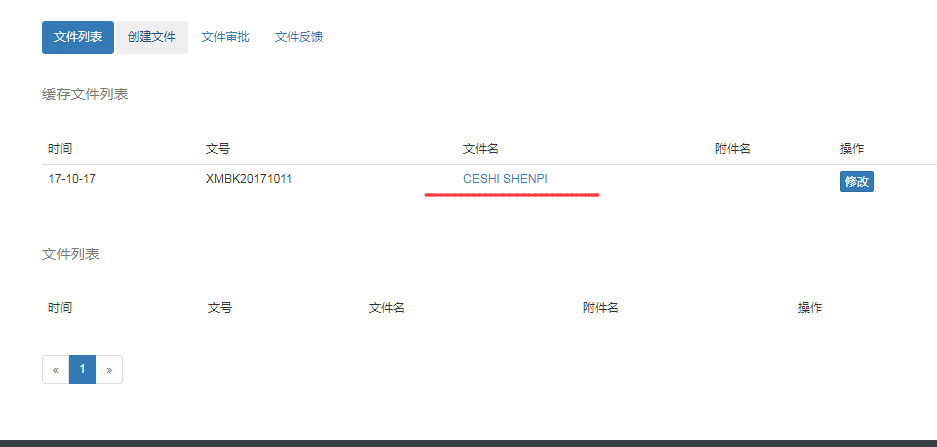 文件列表 创建文件 文件审批 文件反馈
缓存文件列表
时间 文号 文件名 附件名 操作
17-10-17 XMBK20171011 CESHI SHENPI 修改
文件列表
时间 文号 文件名 附件名 操作
« 1 »